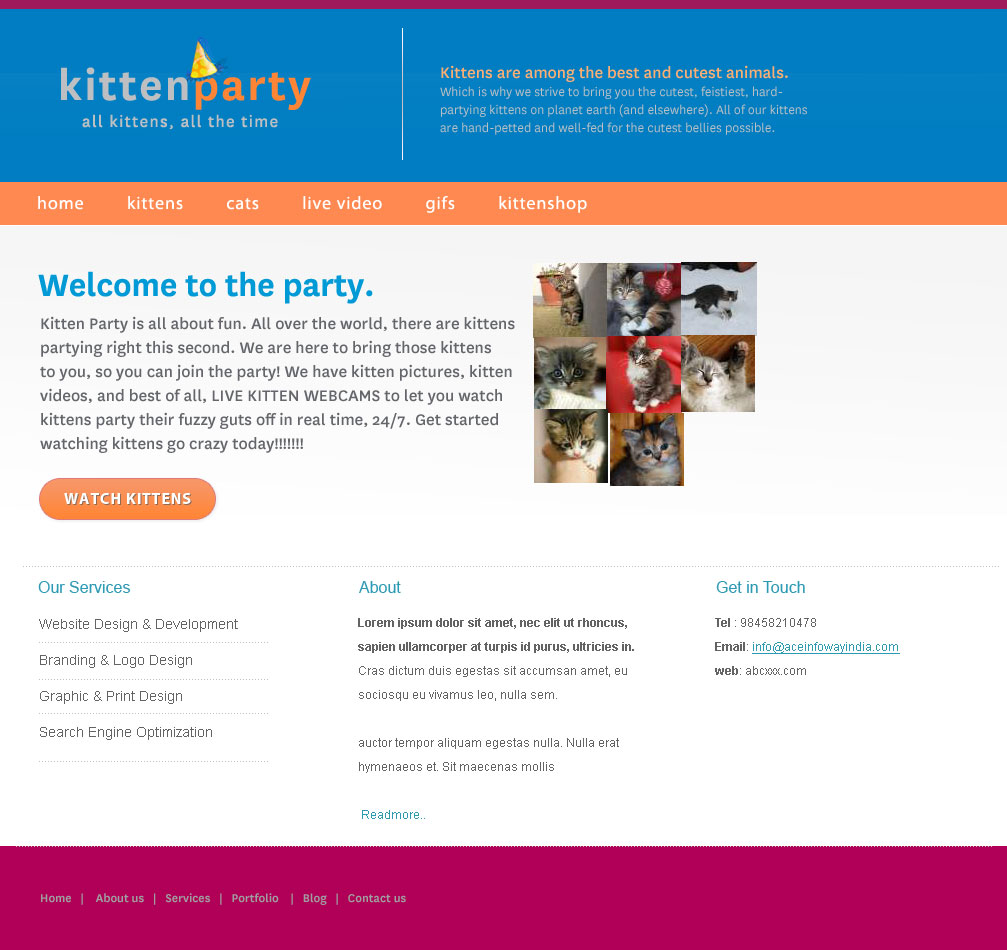 kittenparty
all kittens, all the time
Kittens are among the best and cutest animals.
Which is why we strive to bring you the cutest, feistiest, hard-
partying kittens on planet earth (and elsewhere). All of our kittens
are hand-petted and well-fed for the cutest bellies possible.
home kittens cats live video gifs kittenshop
Welcome to the party.
Kitten Party is all about fun. All over the world, there are kittens
partying right this second. We are here to bring those kittens
to you, so you can join the party! We have kitten pictures, kitten
videos, and best of all, LIVE KITTEN WEBCAMS to let you watch
kittens party their fuzzy guts off in real time, 24/7. Get started
watching kittens go crazy today!!!!!!!
WATCH KITTENS
Our Services
Website Design & Development
Branding & Logo Design
Graphic & Print Design
Search Engine Optimization
About
Lorem ipsum dolor sit amet, nec elit ut rhoncus,
sapien ullamcorper at turpis id purus, ultricies in.
Cras dictum duis egestas sit accumsan amet, eu
sociosqu eu vivamus leo, nulla sem.
auctor tempor aliquam egestas nulla. Nulla erat
hymenaeos et. Sit maecenas mollis
Readmore..
Get in Touch
Tel : 98458210478
Email: info@aceinfowayindia.com
web: abcxxx.com
Home | About us | Services | Portfolio | Blog | Contact us